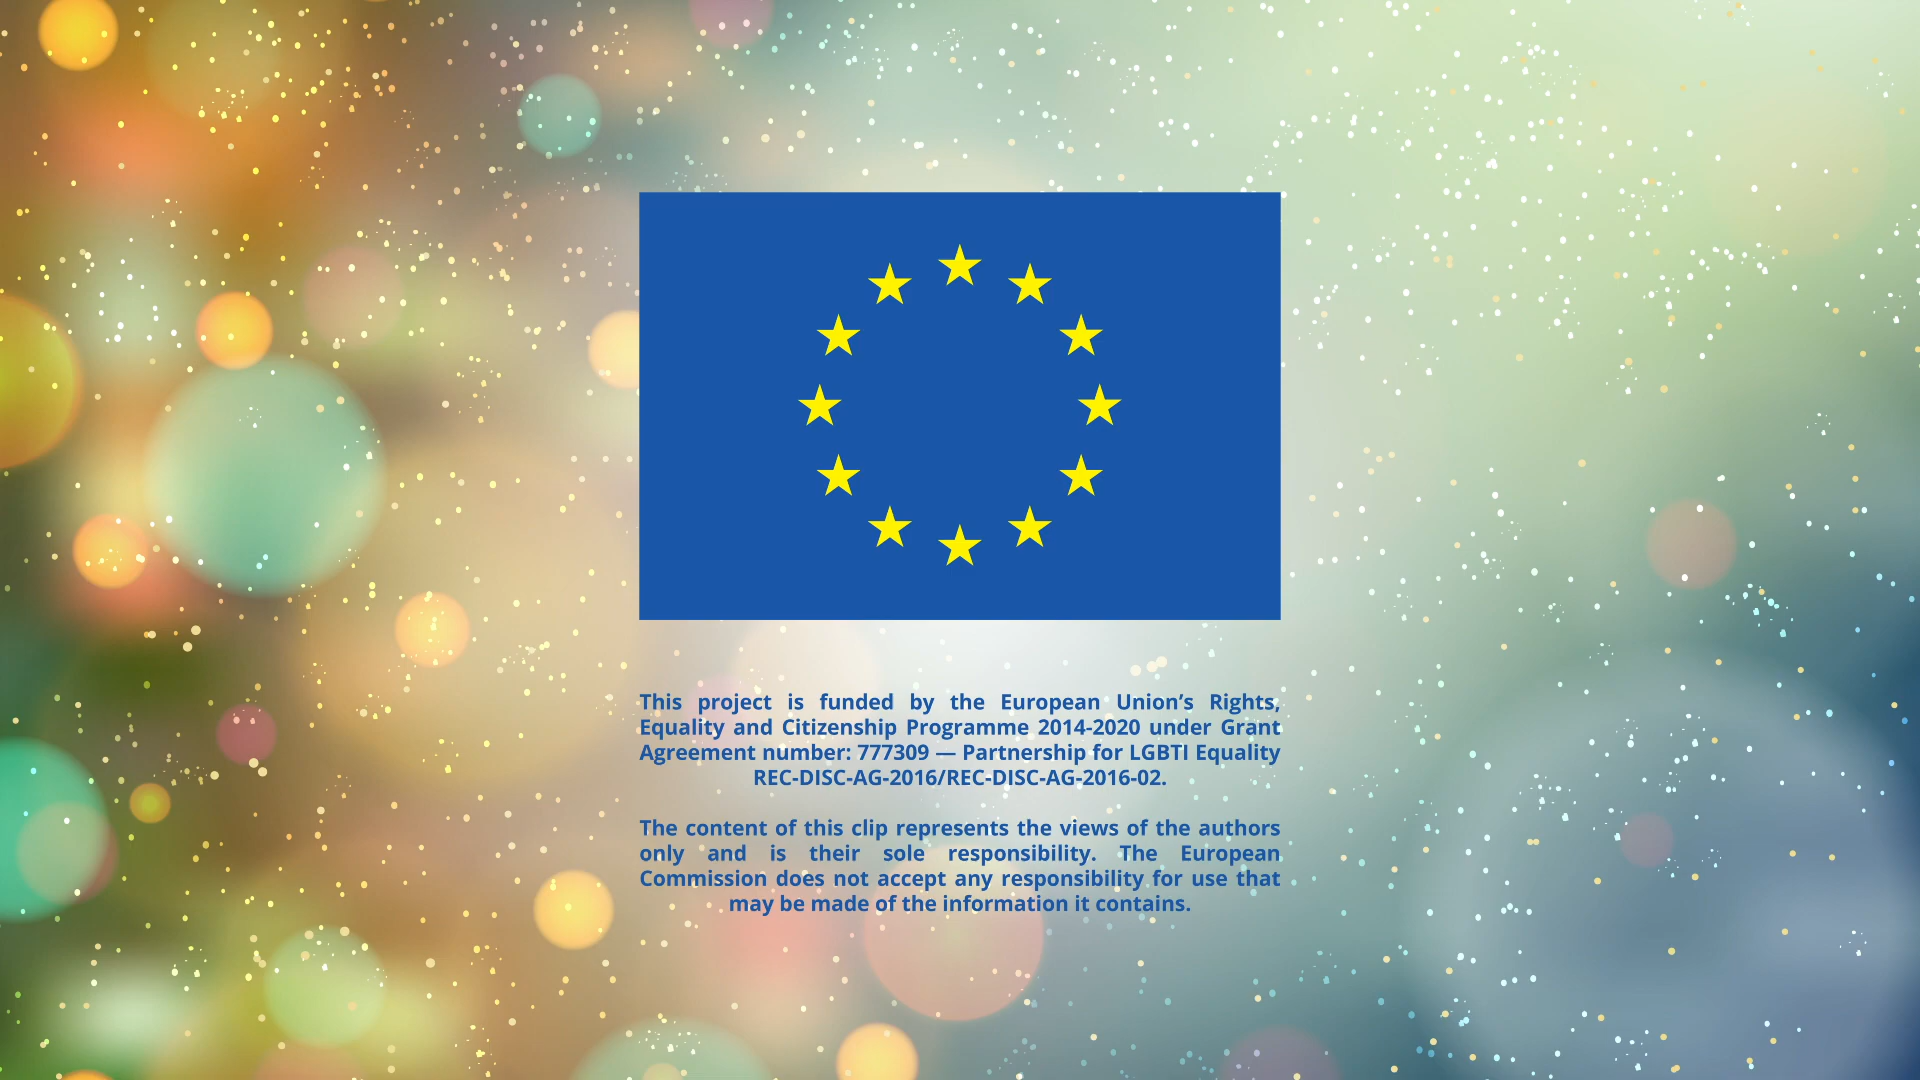 This project is funded by the European Union’s Rights,
Equality and Citizenship Programme 2014-2020 under Grant
Agreement number: 777309 — Partnership for LGBTI Equality
REC-DISC-AG-2016/REC-DISC-AG-2016-02.
The content of this clip represents the views of the authors
only and is their sole responsibility. The European
Commission does not accept any responsibility for use that
may be made of the information it contains.